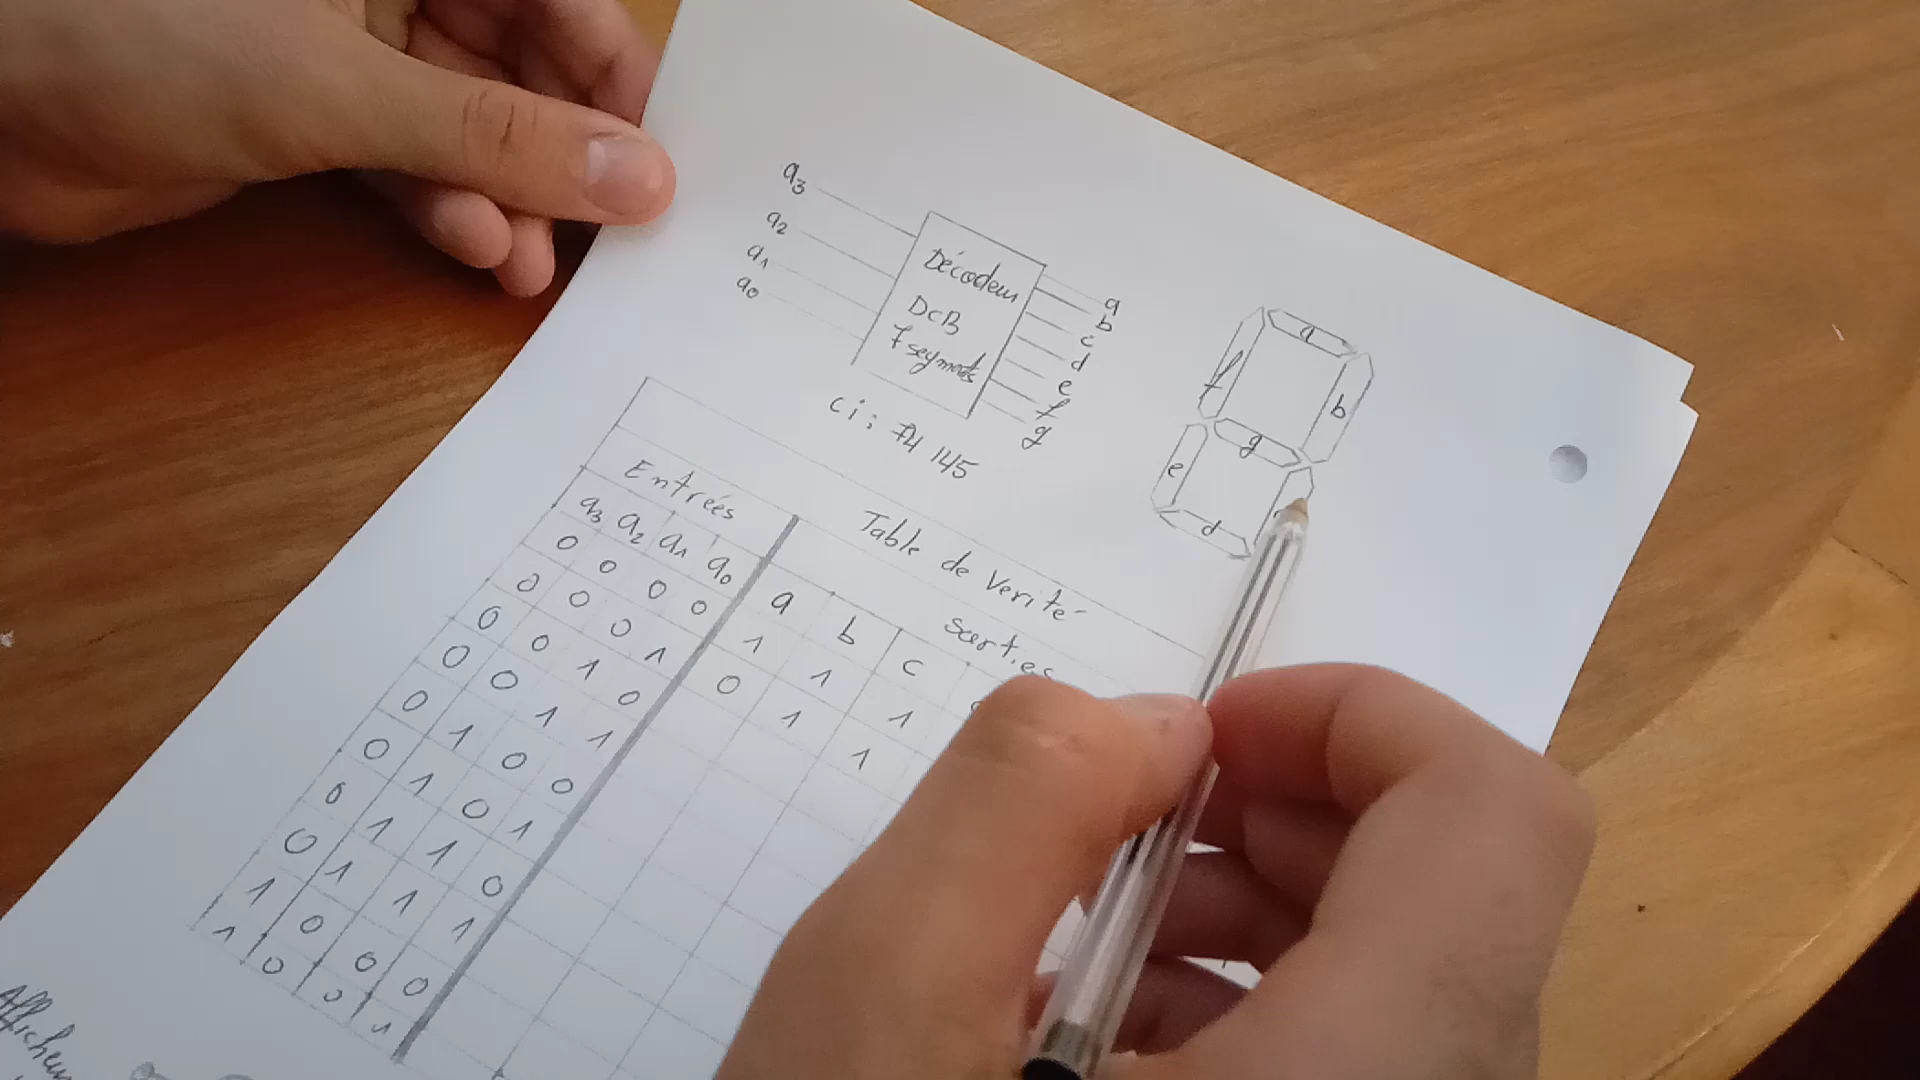 a3
a2
a1
a0
Décodeur
DCB
7 segments
a
b
c
d
e
f
g
ci: 74 145
a
f b
g
e
d
Table de Verité
Entrées
Sorties
a3 a2 a1 a0 a b c
0 0 0 0 1 1 1
0 0 0 1 0 1 1
0 0 1 0
0 0 1 1
0 1 0 0
0 1 0 1
0 1 1 0
0 1 1 1
1 0 0 0
1 0 0 1